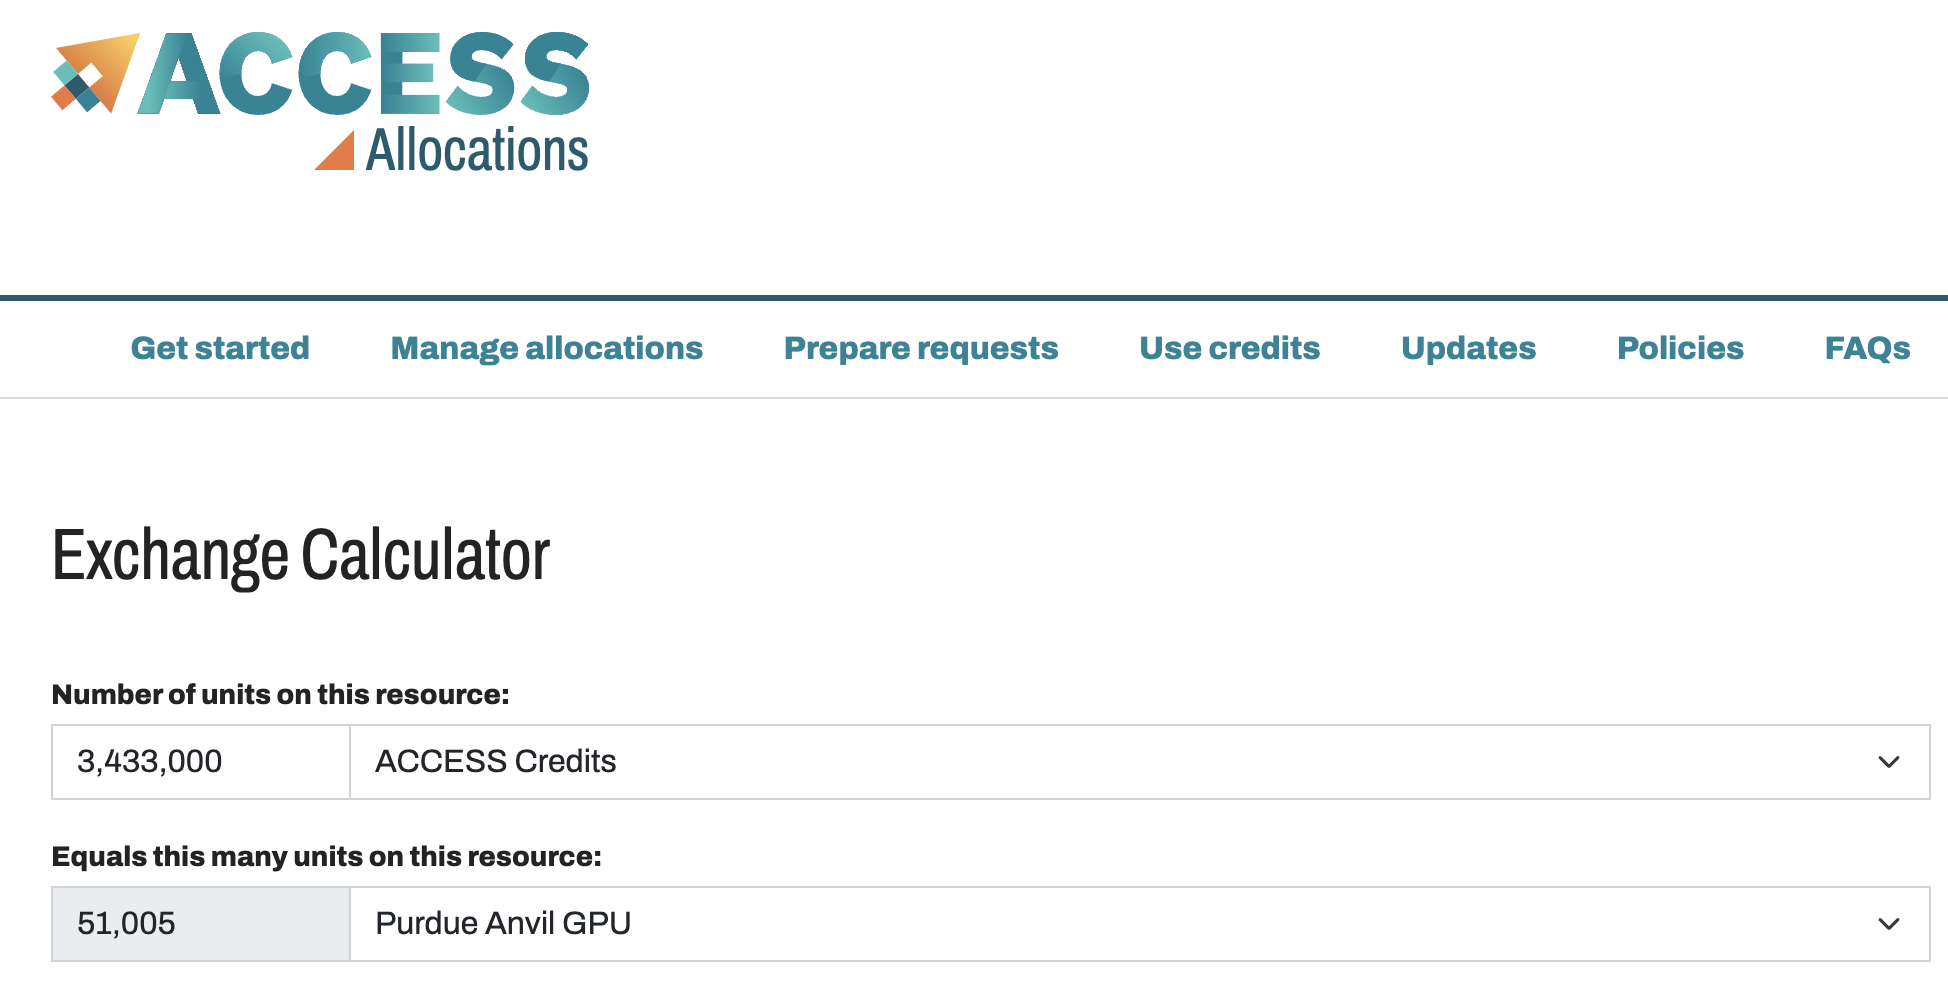 ACCESS
Allocations
Get started Manage allocations Prepare requests Use credits Updates Policies FAQs
Exchange Calculator
Number of units on this resource:
3,433,000 ACCESS Credits
Equals this many units on this resource:
51,005 Purdue Anvil GPU